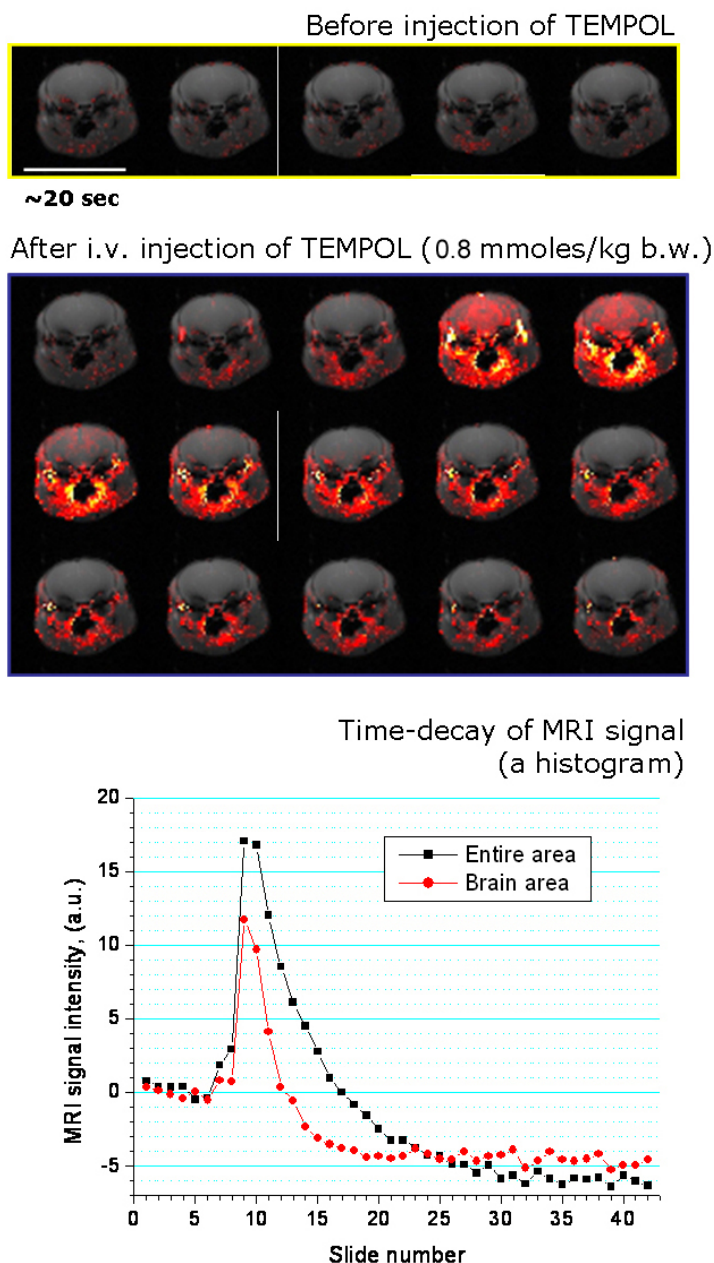 Before injection of TEMPOL
~20 sec
After i.v. injection of TEMPOL (0.8 mmoles/kg b.w.)
Time-decay of MRI signal
(a histogram)
20
15
10
5
0
-5
MRI signal intensity, (a.u.)
Entire area
Brain area
0 5 10 15 20 25 30 35 40
Slide number